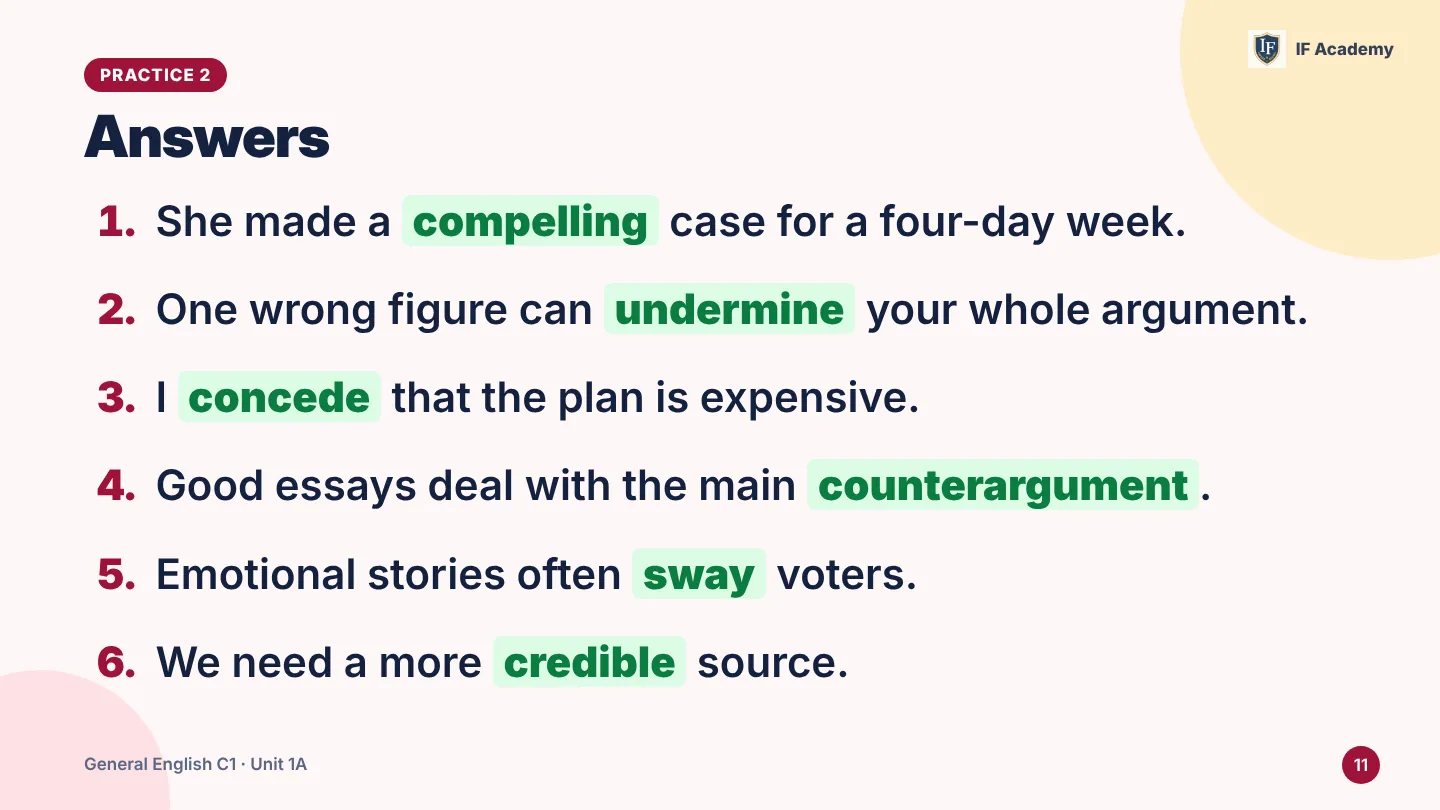 IF IF Academy
PRACTICE 2
Answers
1. She made a compelling case for a four-day week.
2. One wrong figure can undermine your whole argument.
3. I concede that the plan is expensive.
4. Good essays deal with the main counterargument.
5. Emotional stories often sway voters.
6. We need a more credible source.
General English C1 · Unit 1A
11